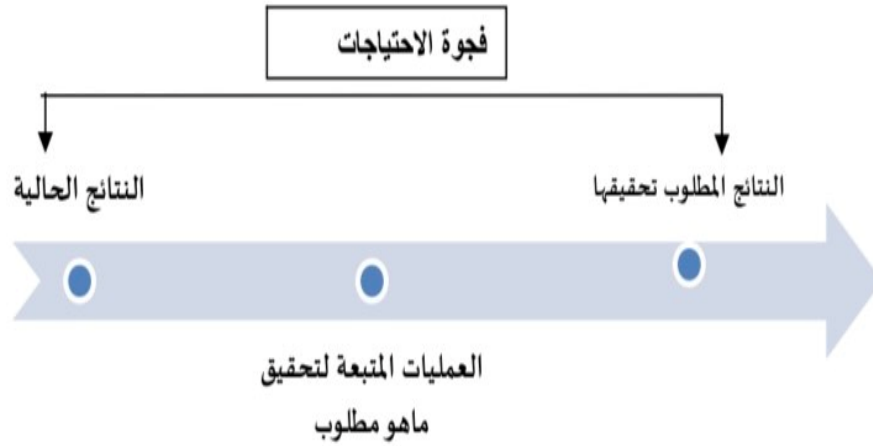 فجوة الاحتياجات
النتائج المطلوب تحقيقها
النتائج الحالية
العمليات المتبعة لتحقيق
ماهو مطلوب